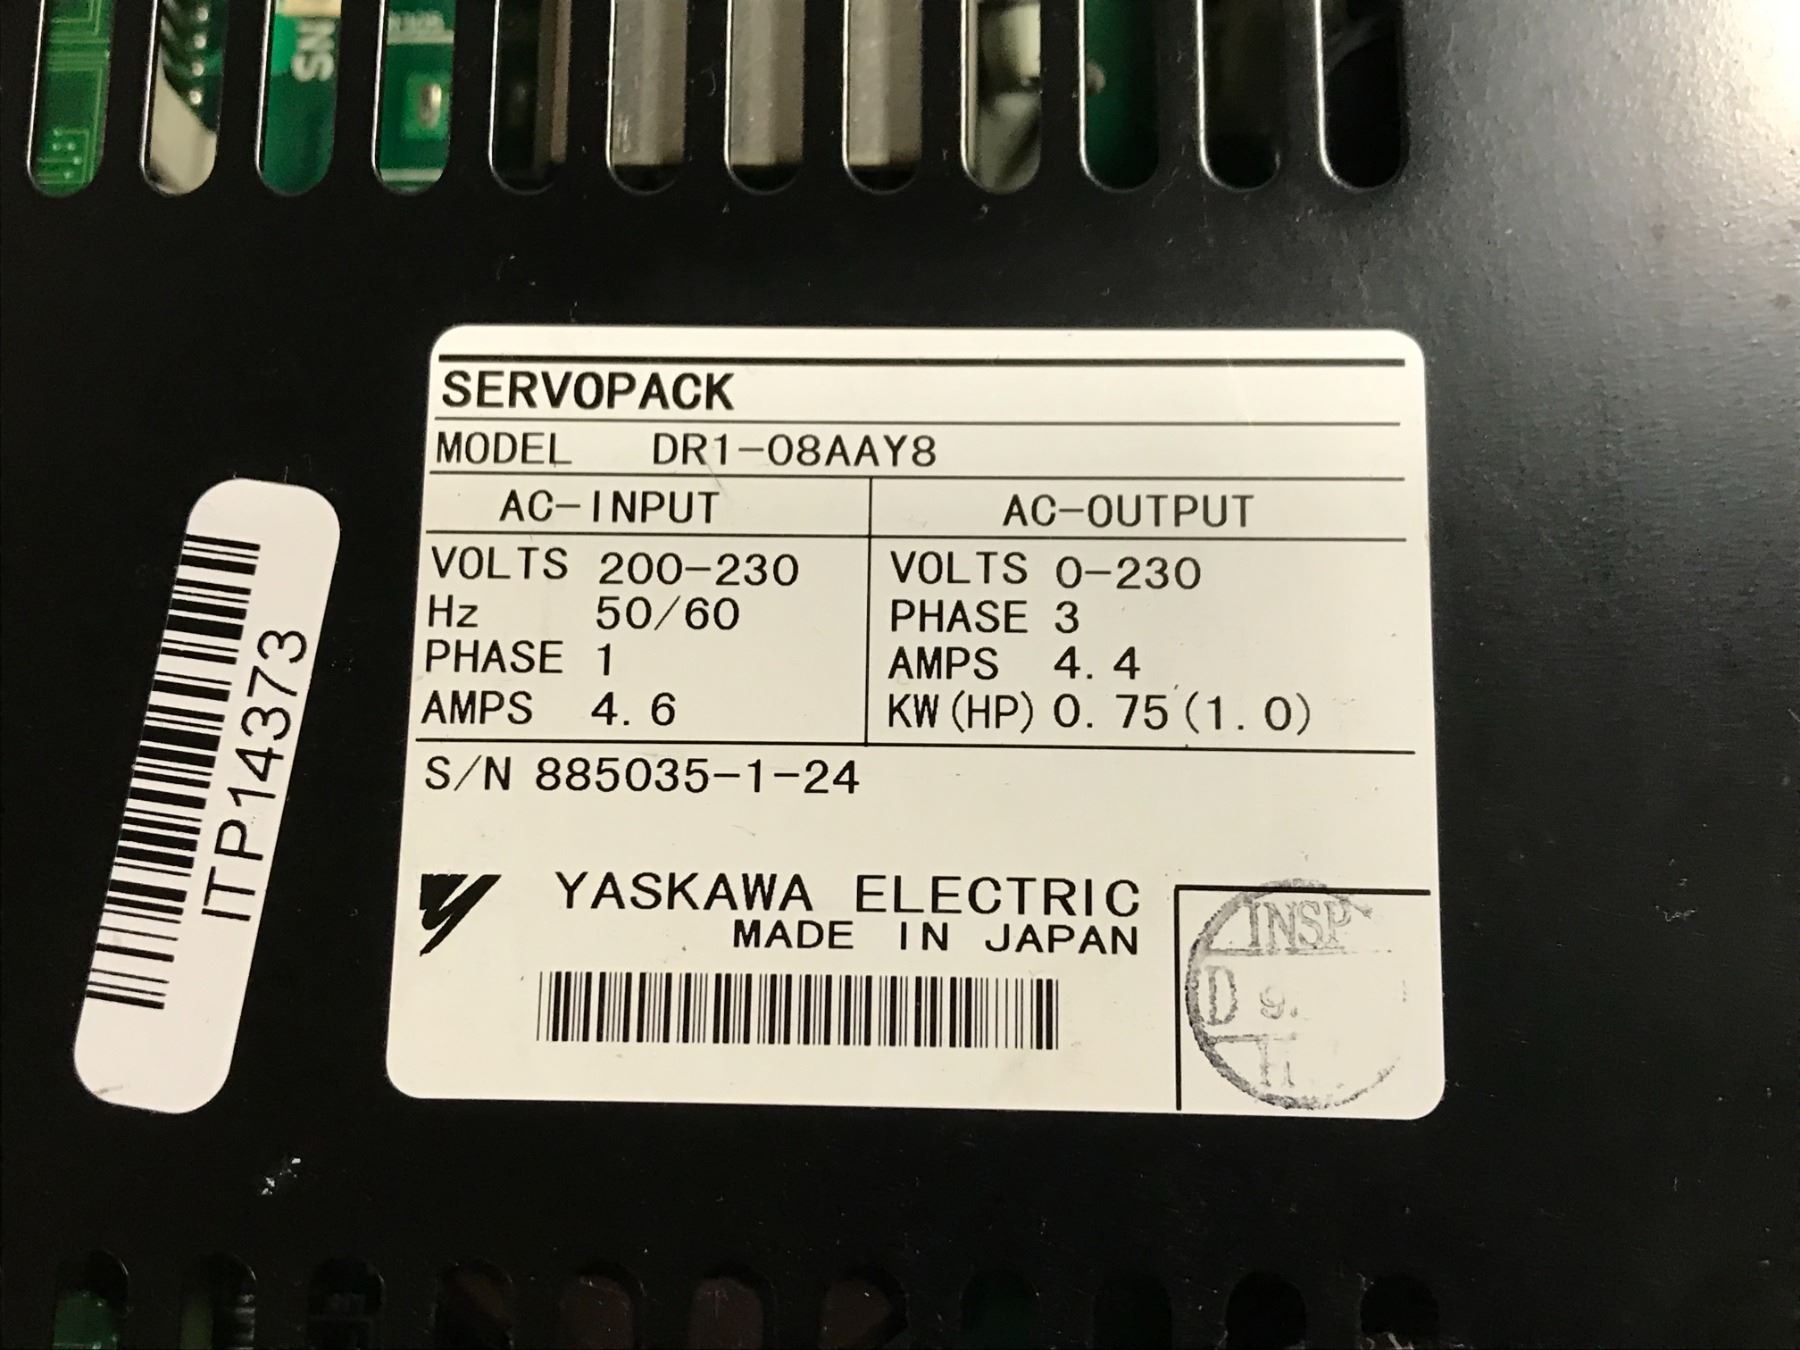 SERVOPACK
MODEL DR1-08AAY8
AC-INPUT
VOLTS 200-230
Hz 50/60
PHASE 1
AMPS 4.6
AC-OUTPUT
VOLTS 0-230
PHASE 3
AMPS 4.4
KW(HP) 0.75(1.0)
S/N 885035-1-24
YASKAWA ELECTRIC
MADE IN JAPAN
INSP
D 9.
ITP14373